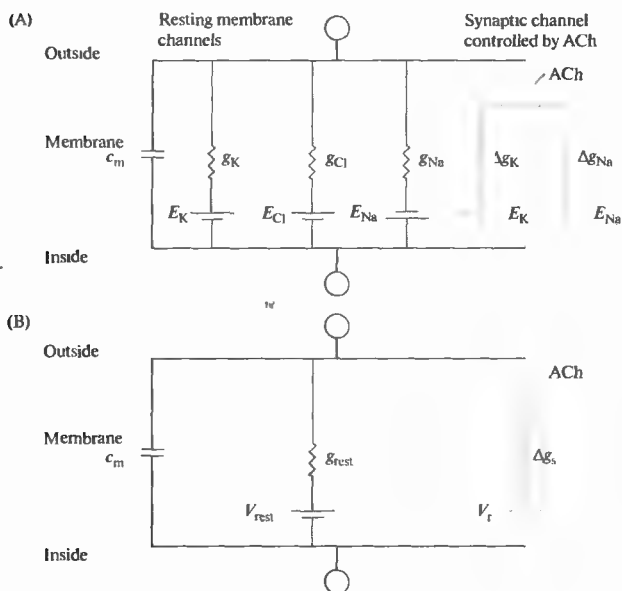 (A)
Resting membrane channels
Synaptic channel controlled by ACh
Outside
ACh
Membrane
cm
gK
gCl
gNa
ΔgK
ΔgNa
EK
ECl
ENa
EK
ENa
Inside
(B)
Outside
ACh
Membrane
cm
grest
Δgs
Vrest
Vr
Inside